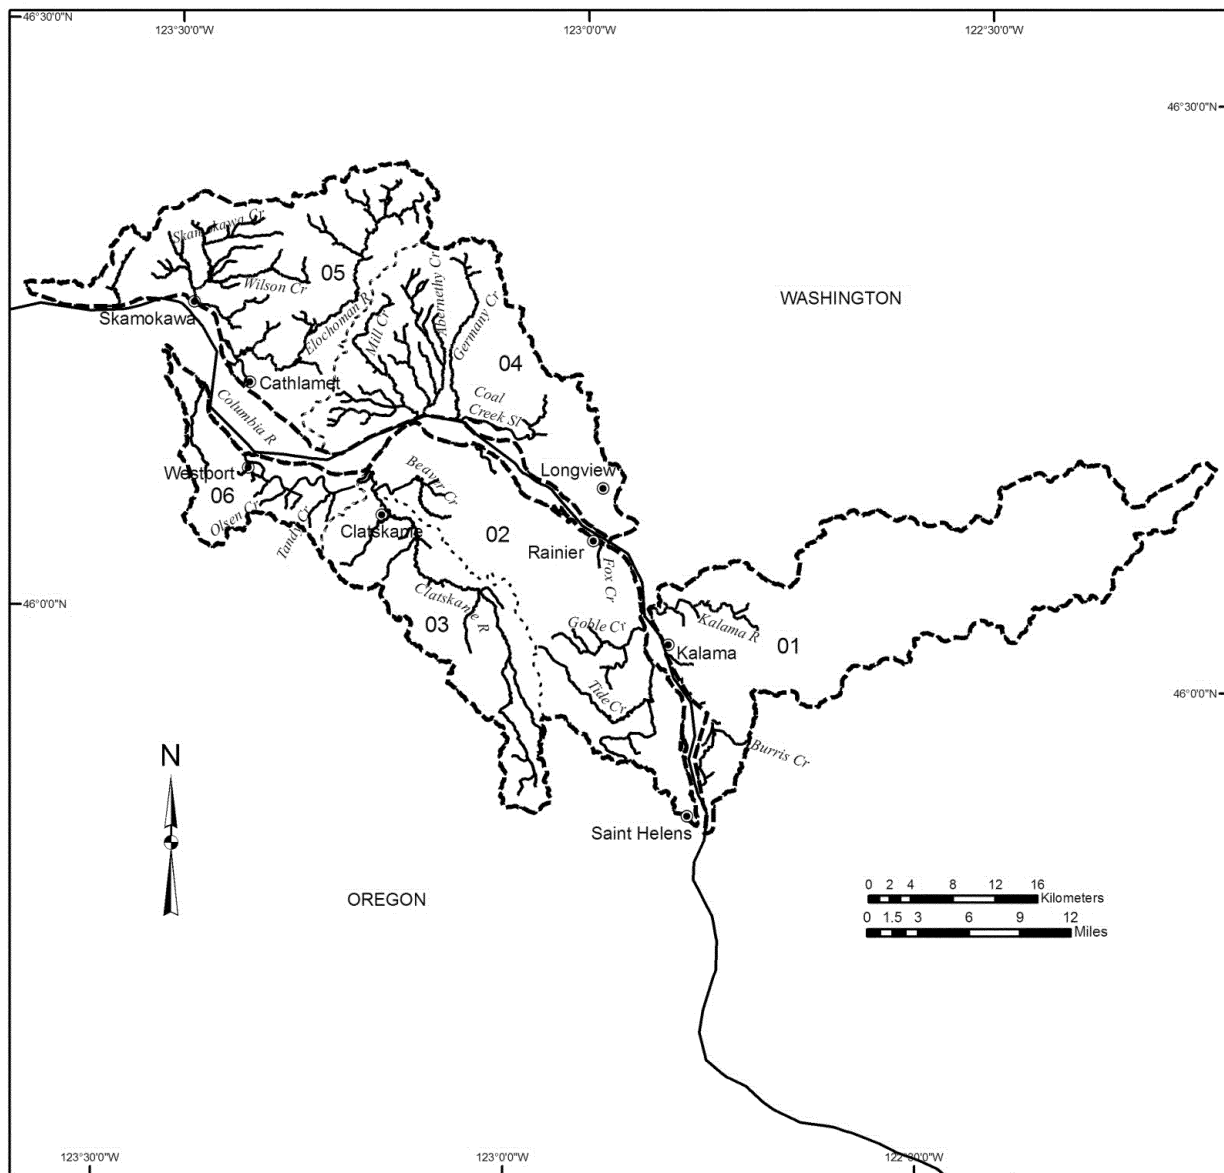 46°30'0"N
123°30'0"W
123°0'0"W
122°30'0"W
46°30'0"N
Skamokawa Cr
05
Wilson Cr
Abernethy Cr
WASHINGTON
Skamokawa
Elochoman R
Mill Cr
Germany Cr
04
Cathlamet
Columbia R
Coal
Creek Sl
Westport
Beaver Cr
Longview
06
Olsen Cr
Tandy Cr
Clatskanie
02
Rainier
Fox Cr
46°0'0"N
Clatskanie R
03
Goble Cr
Kalama R
01
Kalama
Tide Cr
46°0'0"N
Burris Cr
N
Saint Helens
OREGON
0 2 4 8 12 16
Kilometers
0 1.5 3 6 9 12
Miles
123°30'0"W
123°0'0"W
122°30'0"W